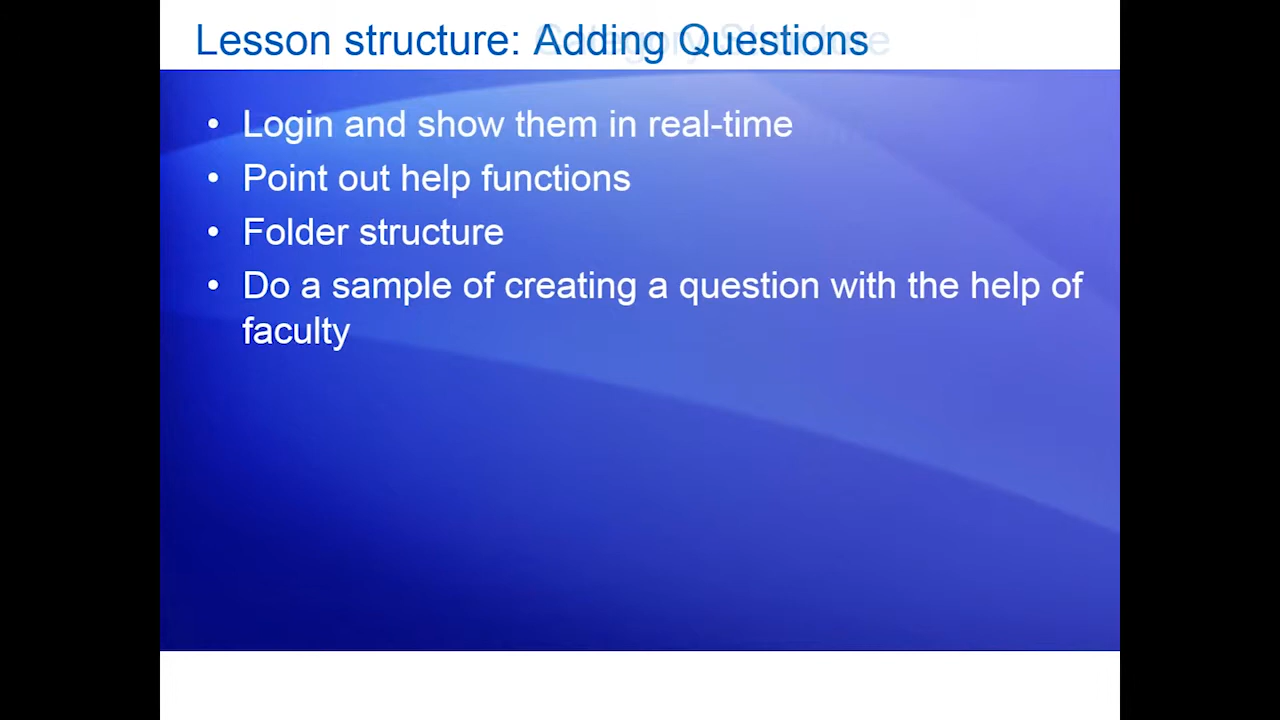 Lesson structure: Adding Questions
• Login and show them in real-time
• Point out help functions
• Folder structure
• Do a sample of creating a question with the help of
faculty